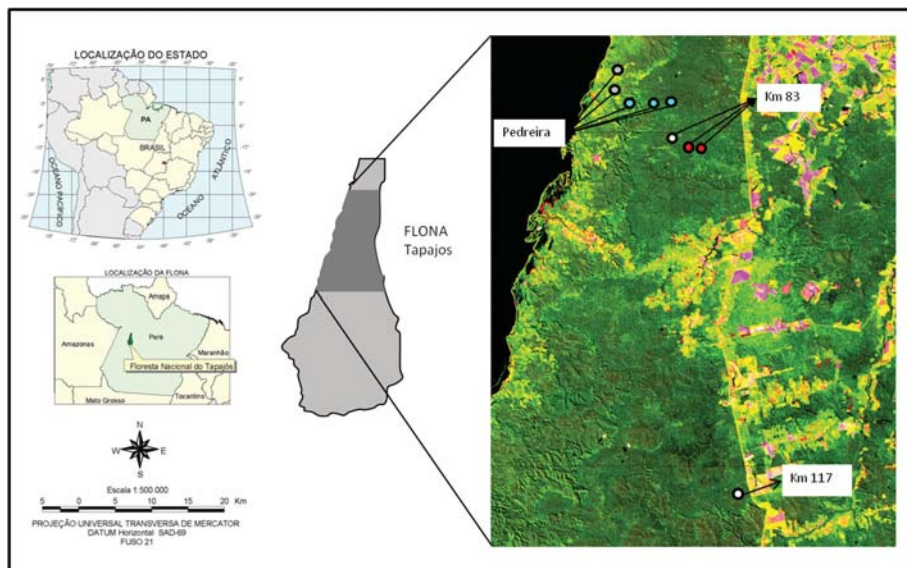 LOCALIZAÇÃO DO ESTADO
PA
BRASIL
OCEANO PACÍFICO
OCEANO
ATLÂNTICO
LOCALIZAÇÃO DA FLONA
Amapá
Amazonas
Pará
Maranhão
Floresta Nacional do Tapajós
Mato Grosso
Tocantins
N
W
E
S
Escala 1:500.000
5 0 5 10 15 20 Km
PROJEÇÃO UNIVERSAL TRANSVERSA DE MERCATOR
DATUM Horizontal SAD-69
FUSO 21
FLONA
Tapajos
Pedreira
Km 83
Km 117